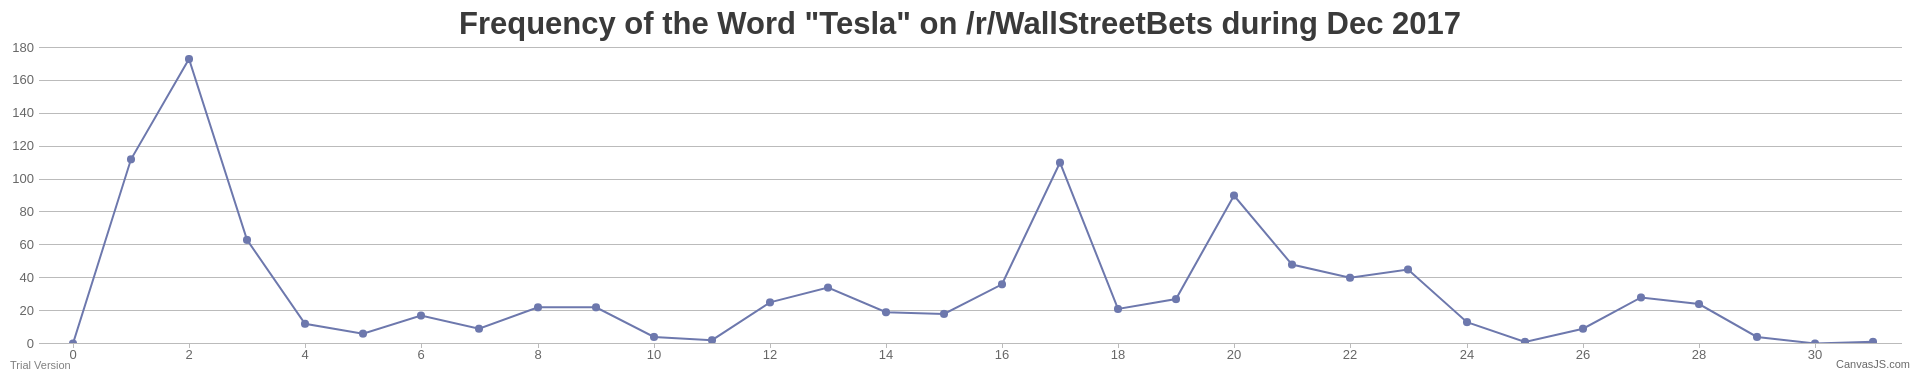 Frequency of the Word "Tesla" on /r/WallStreetBets during Dec 2017
180
160
140
120
100
80
60
40
20
0
0 2 4 6 8 10 12 14 16 18 20 22 24 26 28 30
Trial Version
CanvasJS.com